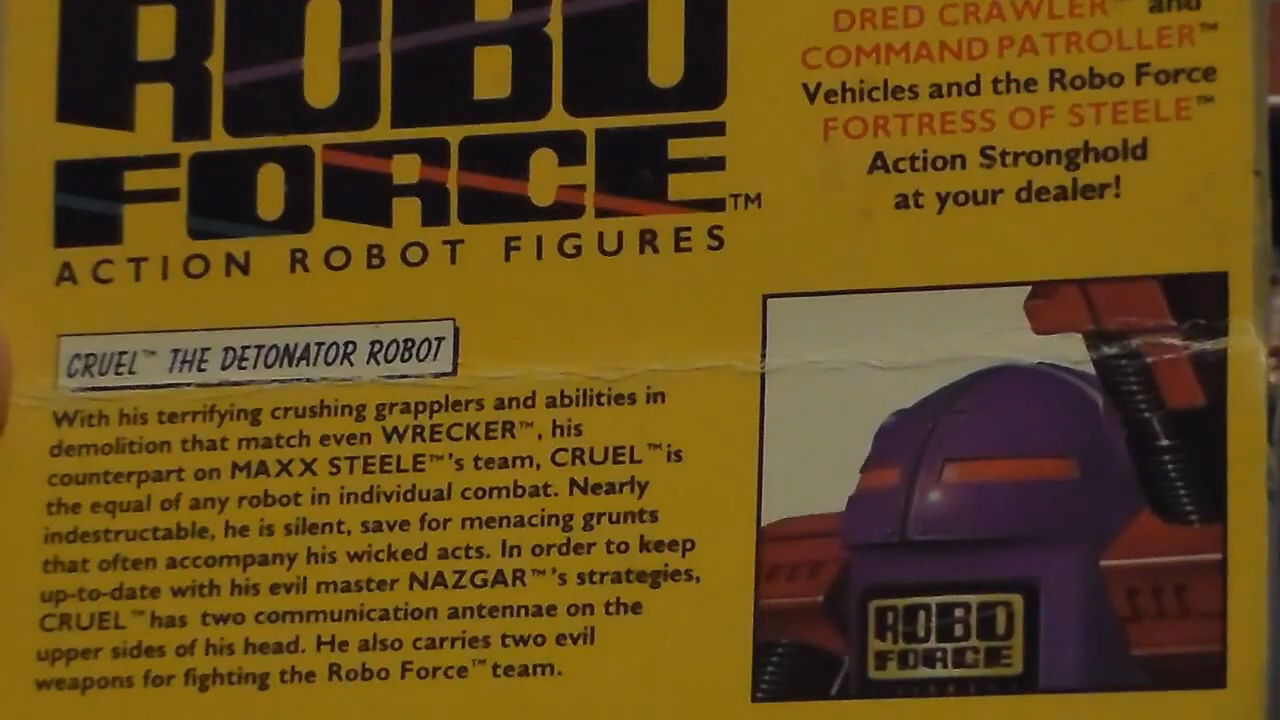 ROBO
FORCE™
ACTION ROBOT FIGURES
DRED CRAWLER™ and
COMMAND PATROLLER™
Vehicles and the Robo Force
FORTRESS OF STEELE™
Action Stronghold
at your dealer!
CRUEL™ THE DETONATOR ROBOT
With his terrifying crushing grapplers and abilities in
demolition that match even WRECKER™, his
counterpart on MAXX STEELE™'s team, CRUEL™ is
the equal of any robot in individual combat. Nearly
indestructable, he is silent, save for menacing grunts
that often accompany his wicked acts. In order to keep
up-to-date with his evil master NAZGAR™'s strategies,
CRUEL™ has two communication antennae on the
upper sides of his head. He also carries two evil
weapons for fighting the Robo Force™ team.
ROBO
FORCE